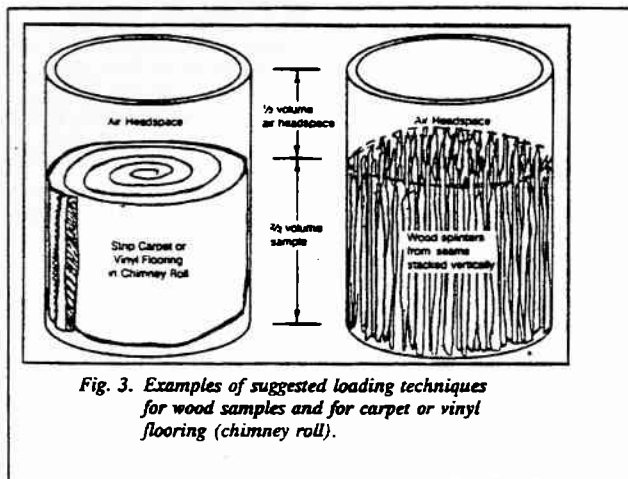 Air Headspace
Strip Carpet or
Vinyl Flooring
in Chimney Roll
⅓ volume
air headspace
⅔ volume
sample
Air Headspace
Wood splinters
from seams
stacked vertically
Fig. 3. Examples of suggested loading techniques
for wood samples and for carpet or vinyl
flooring (chimney roll).